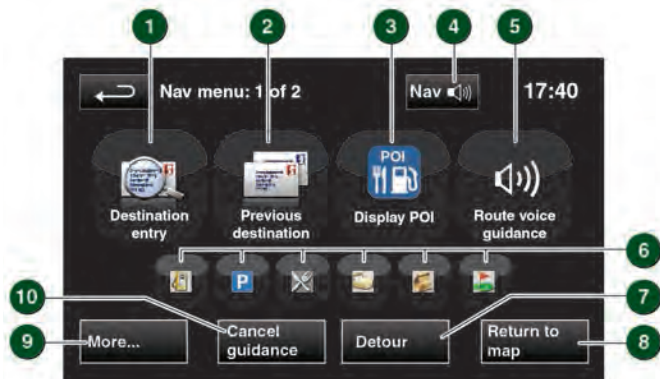 1 2 3 4 5
Nav menu: 1 of 2 Nav 17:40
POI
Destination entry
Previous destination
Display POI
Route voice guidance
P
6
10 7
9 More... Cancel guidance Detour Return to map 8